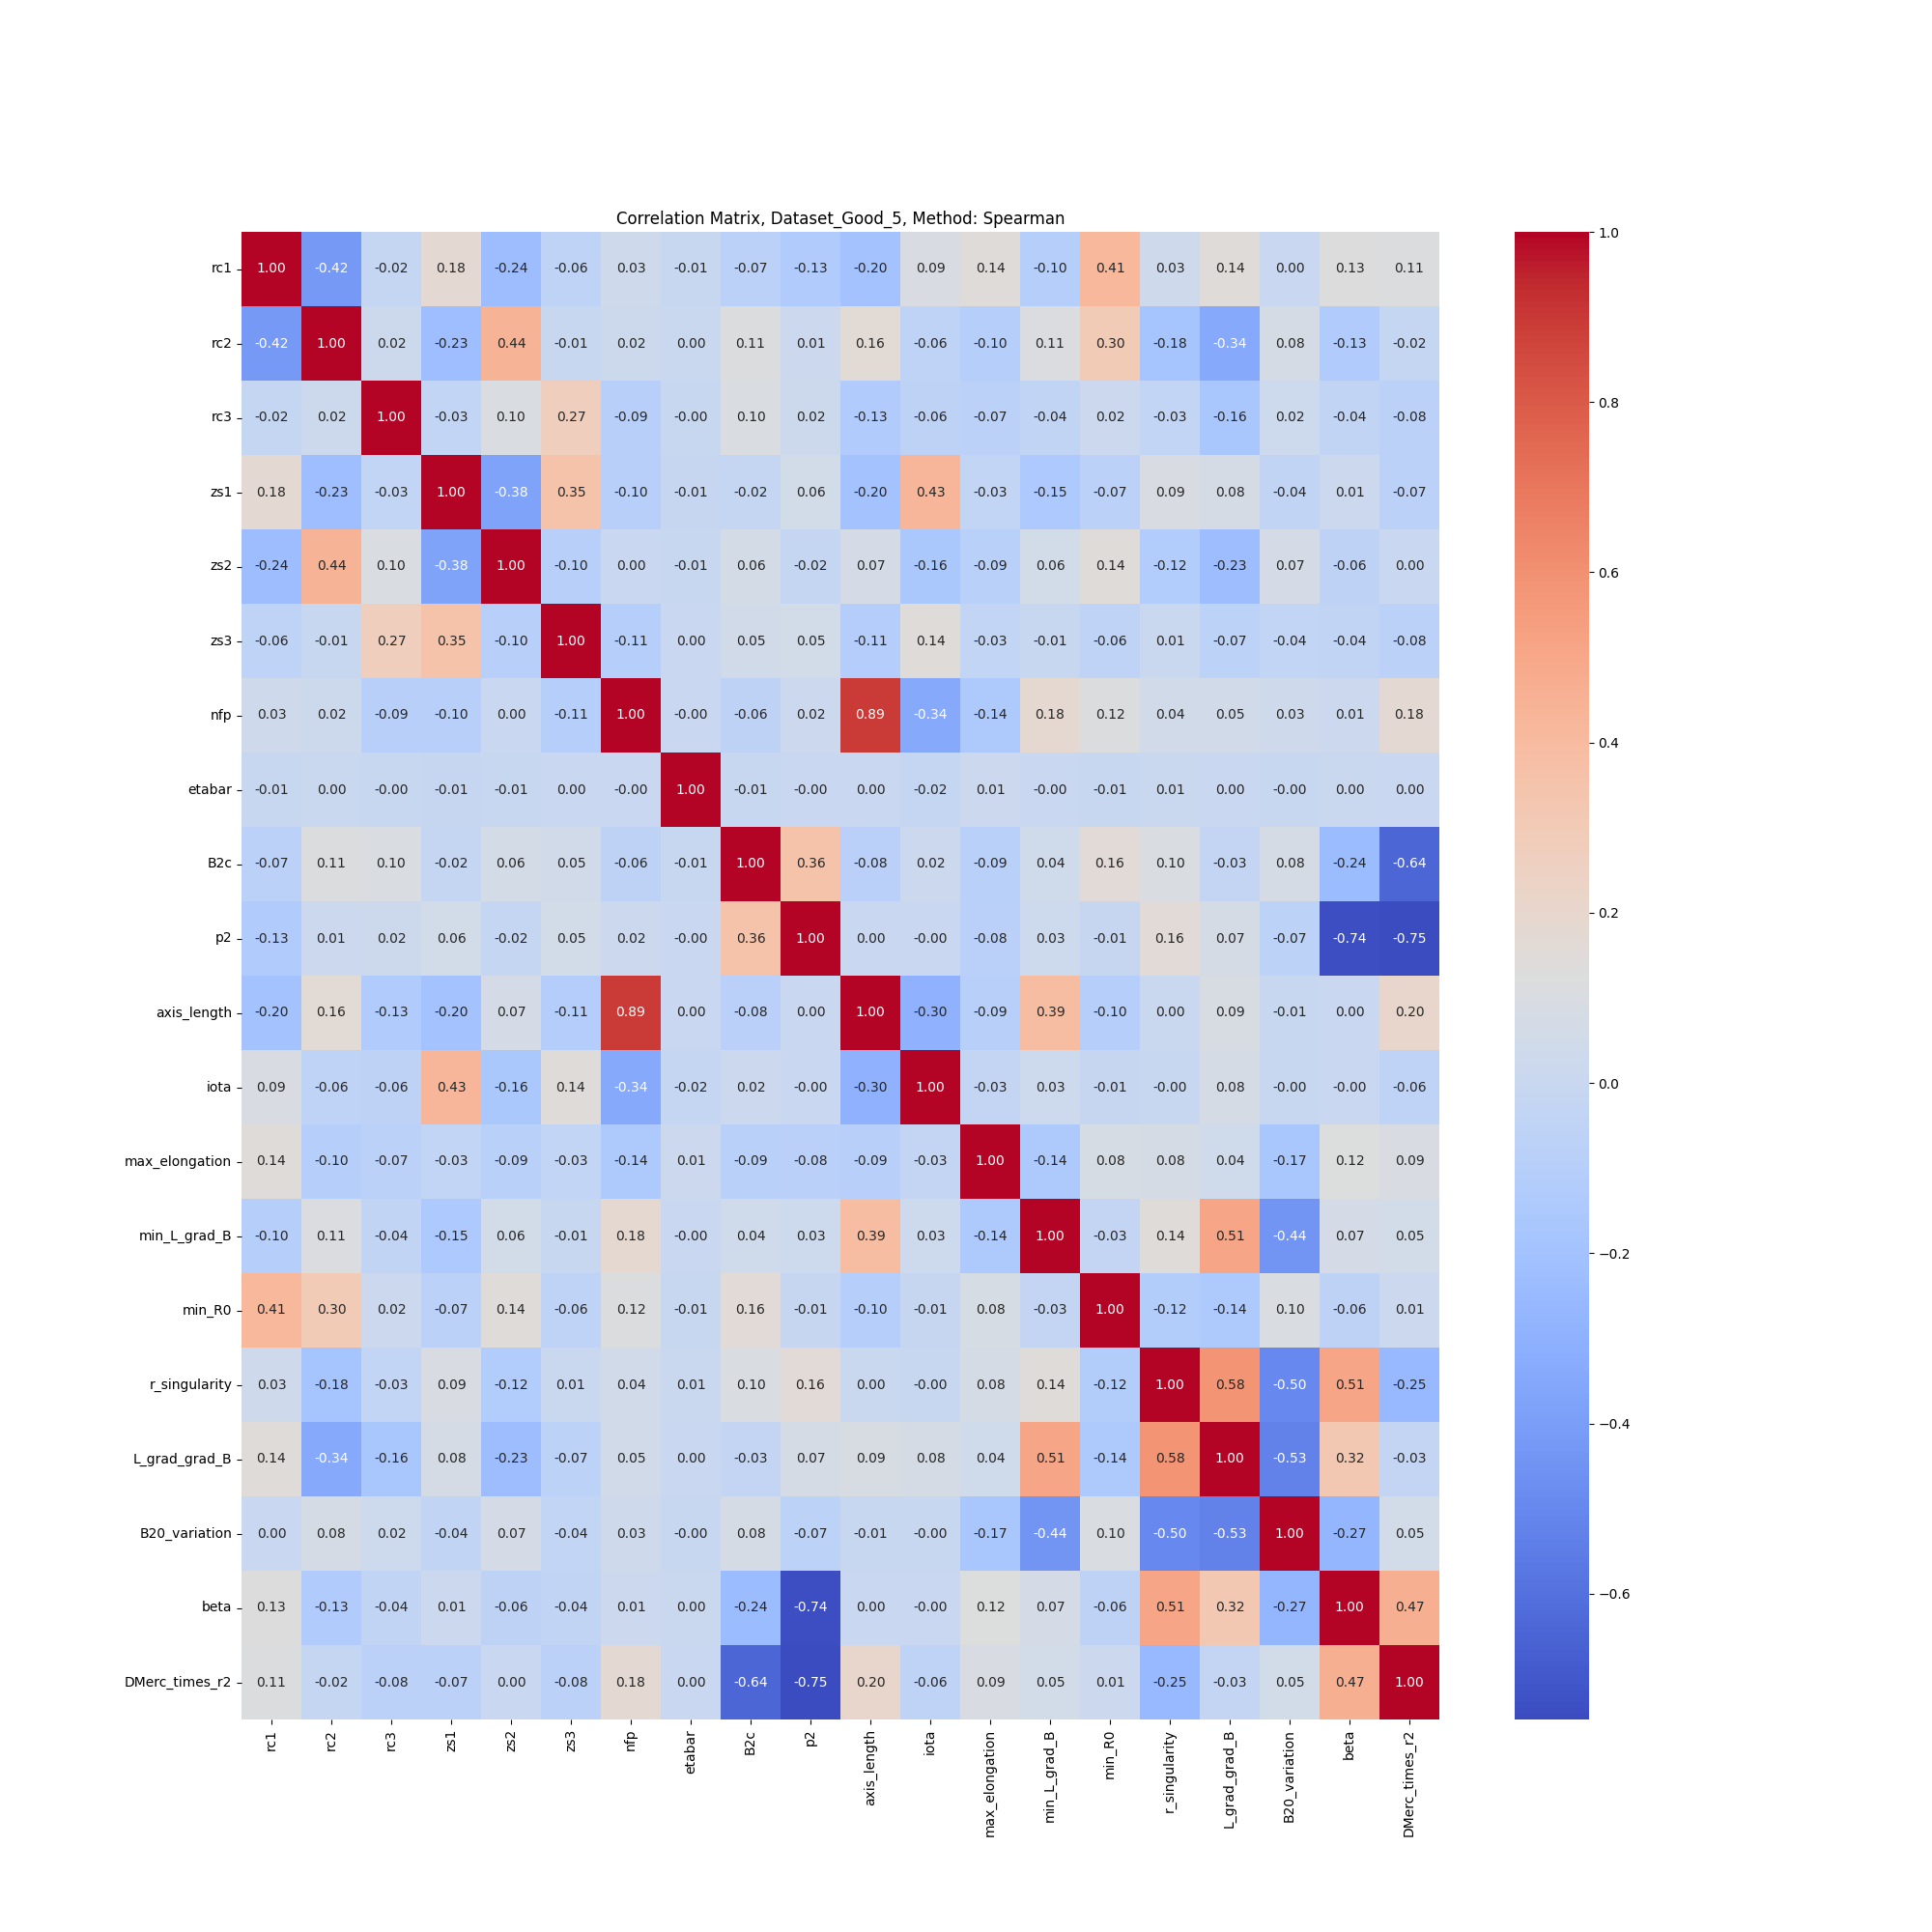 Correlation Matrix, Dataset_Good_5, Method: Spearman
rc1 1.00 -0.42 -0.02 0.18 -0.24 -0.06 0.03 -0.01 -0.07 -0.13 -0.20 0.09 0.14 -0.10 0.41 0.03 0.14 0.00 0.13 0.11
rc2 -0.42 1.00 0.02 -0.23 0.44 -0.01 0.02 0.00 0.11 0.01 0.16 -0.06 -0.10 0.11 0.30 -0.18 -0.34 0.08 -0.13 -0.02
rc3 -0.02 0.02 1.00 -0.03 0.10 0.27 -0.09 -0.00 0.10 0.02 -0.13 -0.06 -0.07 -0.04 0.02 -0.03 -0.16 0.02 -0.04 -0.08
zs1 0.18 -0.23 -0.03 1.00 -0.38 0.35 -0.10 -0.01 -0.02 0.06 -0.20 0.43 -0.03 -0.15 -0.07 0.09 0.08 -0.04 0.01 -0.07
zs2 -0.24 0.44 0.10 -0.38 1.00 -0.10 0.00 -0.01 0.06 -0.02 0.07 -0.16 -0.09 0.06 0.14 -0.12 -0.23 0.07 -0.06 0.00
zs3 -0.06 -0.01 0.27 0.35 -0.10 1.00 -0.11 0.00 0.05 0.05 -0.11 0.14 -0.03 -0.01 -0.06 0.01 -0.07 -0.04 -0.04 -0.08
nfp 0.03 0.02 -0.09 -0.10 0.00 -0.11 1.00 -0.00 -0.06 0.02 0.89 -0.34 -0.14 0.18 0.12 0.04 0.05 0.03 0.01 0.18
etabar -0.01 0.00 -0.00 -0.01 -0.01 0.00 -0.00 1.00 -0.01 -0.00 0.00 -0.02 0.01 -0.00 -0.01 0.01 0.00 -0.00 0.00 0.00
B2c -0.07 0.11 0.10 -0.02 0.06 0.05 -0.06 -0.01 1.00 0.36 -0.08 0.02 -0.09 0.04 0.16 0.10 -0.03 0.08 -0.24 -0.64
p2 -0.13 0.01 0.02 0.06 -0.02 0.05 0.02 -0.00 0.36 1.00 0.00 -0.00 -0.08 0.03 -0.01 0.16 0.07 -0.07 -0.74 -0.75
axis_length -0.20 0.16 -0.13 -0.20 0.07 -0.11 0.89 0.00 -0.08 0.00 1.00 -0.30 -0.09 0.39 -0.10 0.00 0.09 -0.01 0.00 0.20
iota 0.09 -0.06 -0.06 0.43 -0.16 0.14 -0.34 -0.02 0.02 -0.00 -0.30 1.00 -0.03 0.03 -0.01 -0.00 0.08 -0.00 -0.00 -0.06
max_elongation 0.14 -0.10 -0.07 -0.03 -0.09 -0.03 -0.14 0.01 -0.09 -0.08 -0.09 -0.03 1.00 -0.14 0.08 0.08 0.04 -0.17 0.12 0.09
min_L_grad_B -0.10 0.11 -0.04 -0.15 0.06 -0.01 0.18 -0.00 0.04 0.03 0.39 0.03 -0.14 1.00 -0.03 0.14 0.51 -0.44 0.07 0.05
min_R0 0.41 0.30 0.02 -0.07 0.14 -0.06 0.12 -0.01 0.16 -0.01 -0.10 -0.01 0.08 -0.03 1.00 -0.12 -0.14 0.10 -0.06 0.01
r_singularity 0.03 -0.18 -0.03 0.09 -0.12 0.01 0.04 0.01 0.10 0.16 0.00 -0.00 0.08 0.14 -0.12 1.00 0.58 -0.50 0.51 -0.25
L_grad_grad_B 0.14 -0.34 -0.16 0.08 -0.23 -0.07 0.05 0.00 -0.03 0.07 0.09 0.08 0.04 0.51 -0.14 0.58 1.00 -0.53 0.32 -0.03
B20_variation 0.00 0.08 0.02 -0.04 0.07 -0.04 0.03 -0.00 0.08 -0.07 -0.01 -0.00 -0.17 -0.44 0.10 -0.50 -0.53 1.00 -0.27 0.05
beta 0.13 -0.13 -0.04 0.01 -0.06 -0.04 0.01 0.00 -0.24 -0.74 0.00 -0.00 0.12 0.07 -0.06 0.51 0.32 -0.27 1.00 0.47
DMerc_times_r2 0.11 -0.02 -0.08 -0.07 0.00 -0.08 0.18 0.00 -0.64 -0.75 0.20 -0.06 0.09 0.05 0.01 -0.25 -0.03 0.05 0.47 1.00
rc1 rc2 rc3 zs1 zs2 zs3 nfp etabar B2c p2 axis_length iota max_elongation min_L_grad_B min_R0 r_singularity L_grad_grad_B B20_variation beta DMerc_times_r2
1.0
0.8
0.6
0.4
0.2
0.0
−0.2
−0.4
−0.6